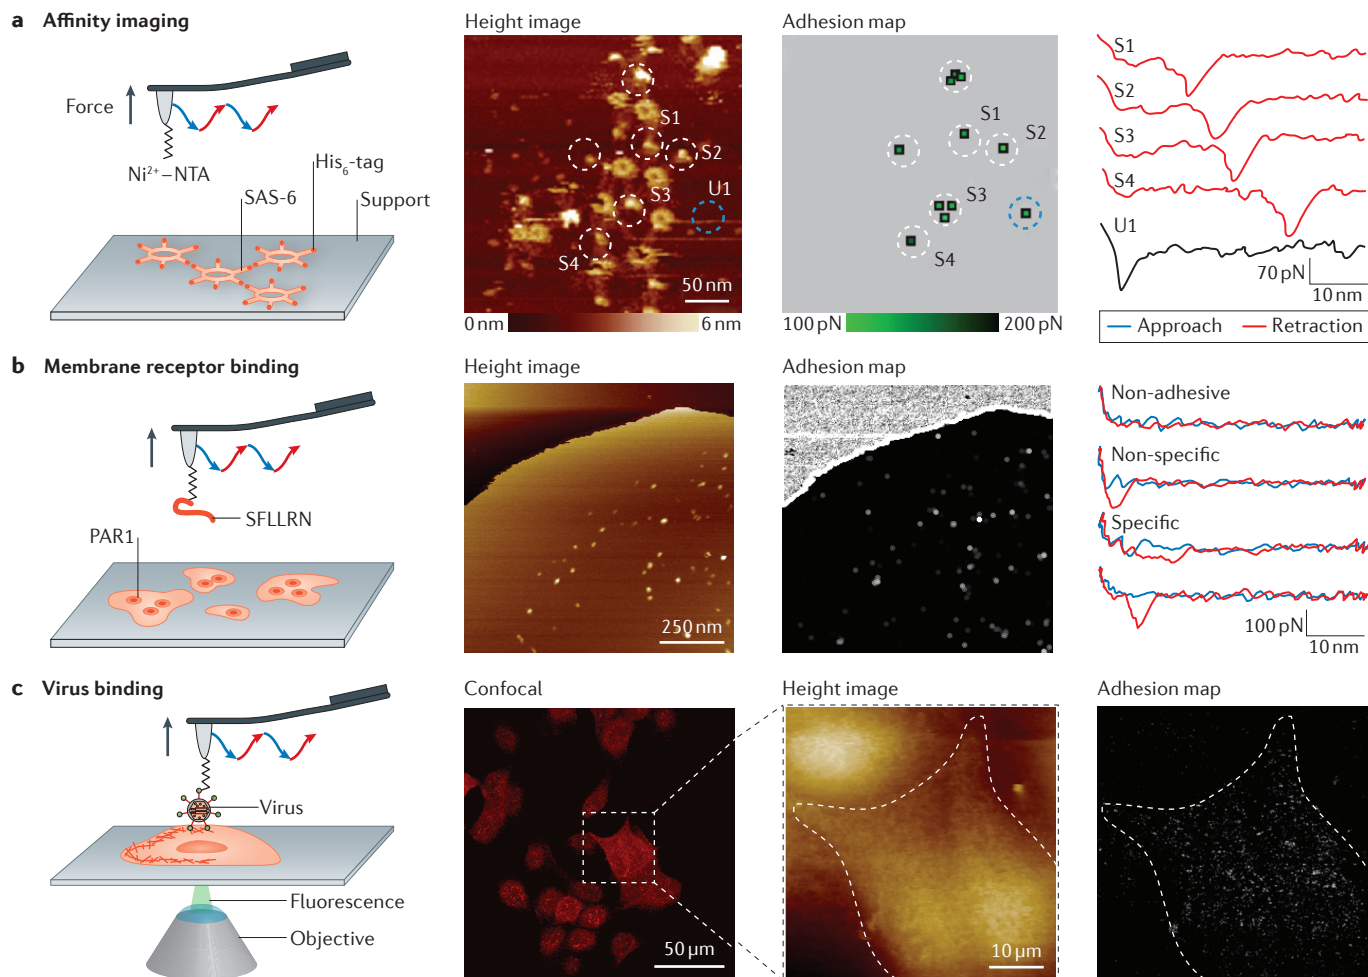 a Affinity imaging
Height image
Adhesion map
Force
Ni²⁺–NTA
His₆-tag
SAS-6
Support
S1
S2
S3
U1
S4
50 nm
0 nm
6 nm
S1
S2
S3
S4
100 pN
200 pN
S1
S2
S3
S4
U1
70 pN
10 nm
Approach
Retraction
b Membrane receptor binding
Height image
Adhesion map
SFLLRN
PAR1
250 nm
Non-adhesive
Non-specific
Specific
100 pN
10 nm
c Virus binding
Confocal
Height image
Adhesion map
Virus
Fluorescence
Objective
50 µm
10 µm